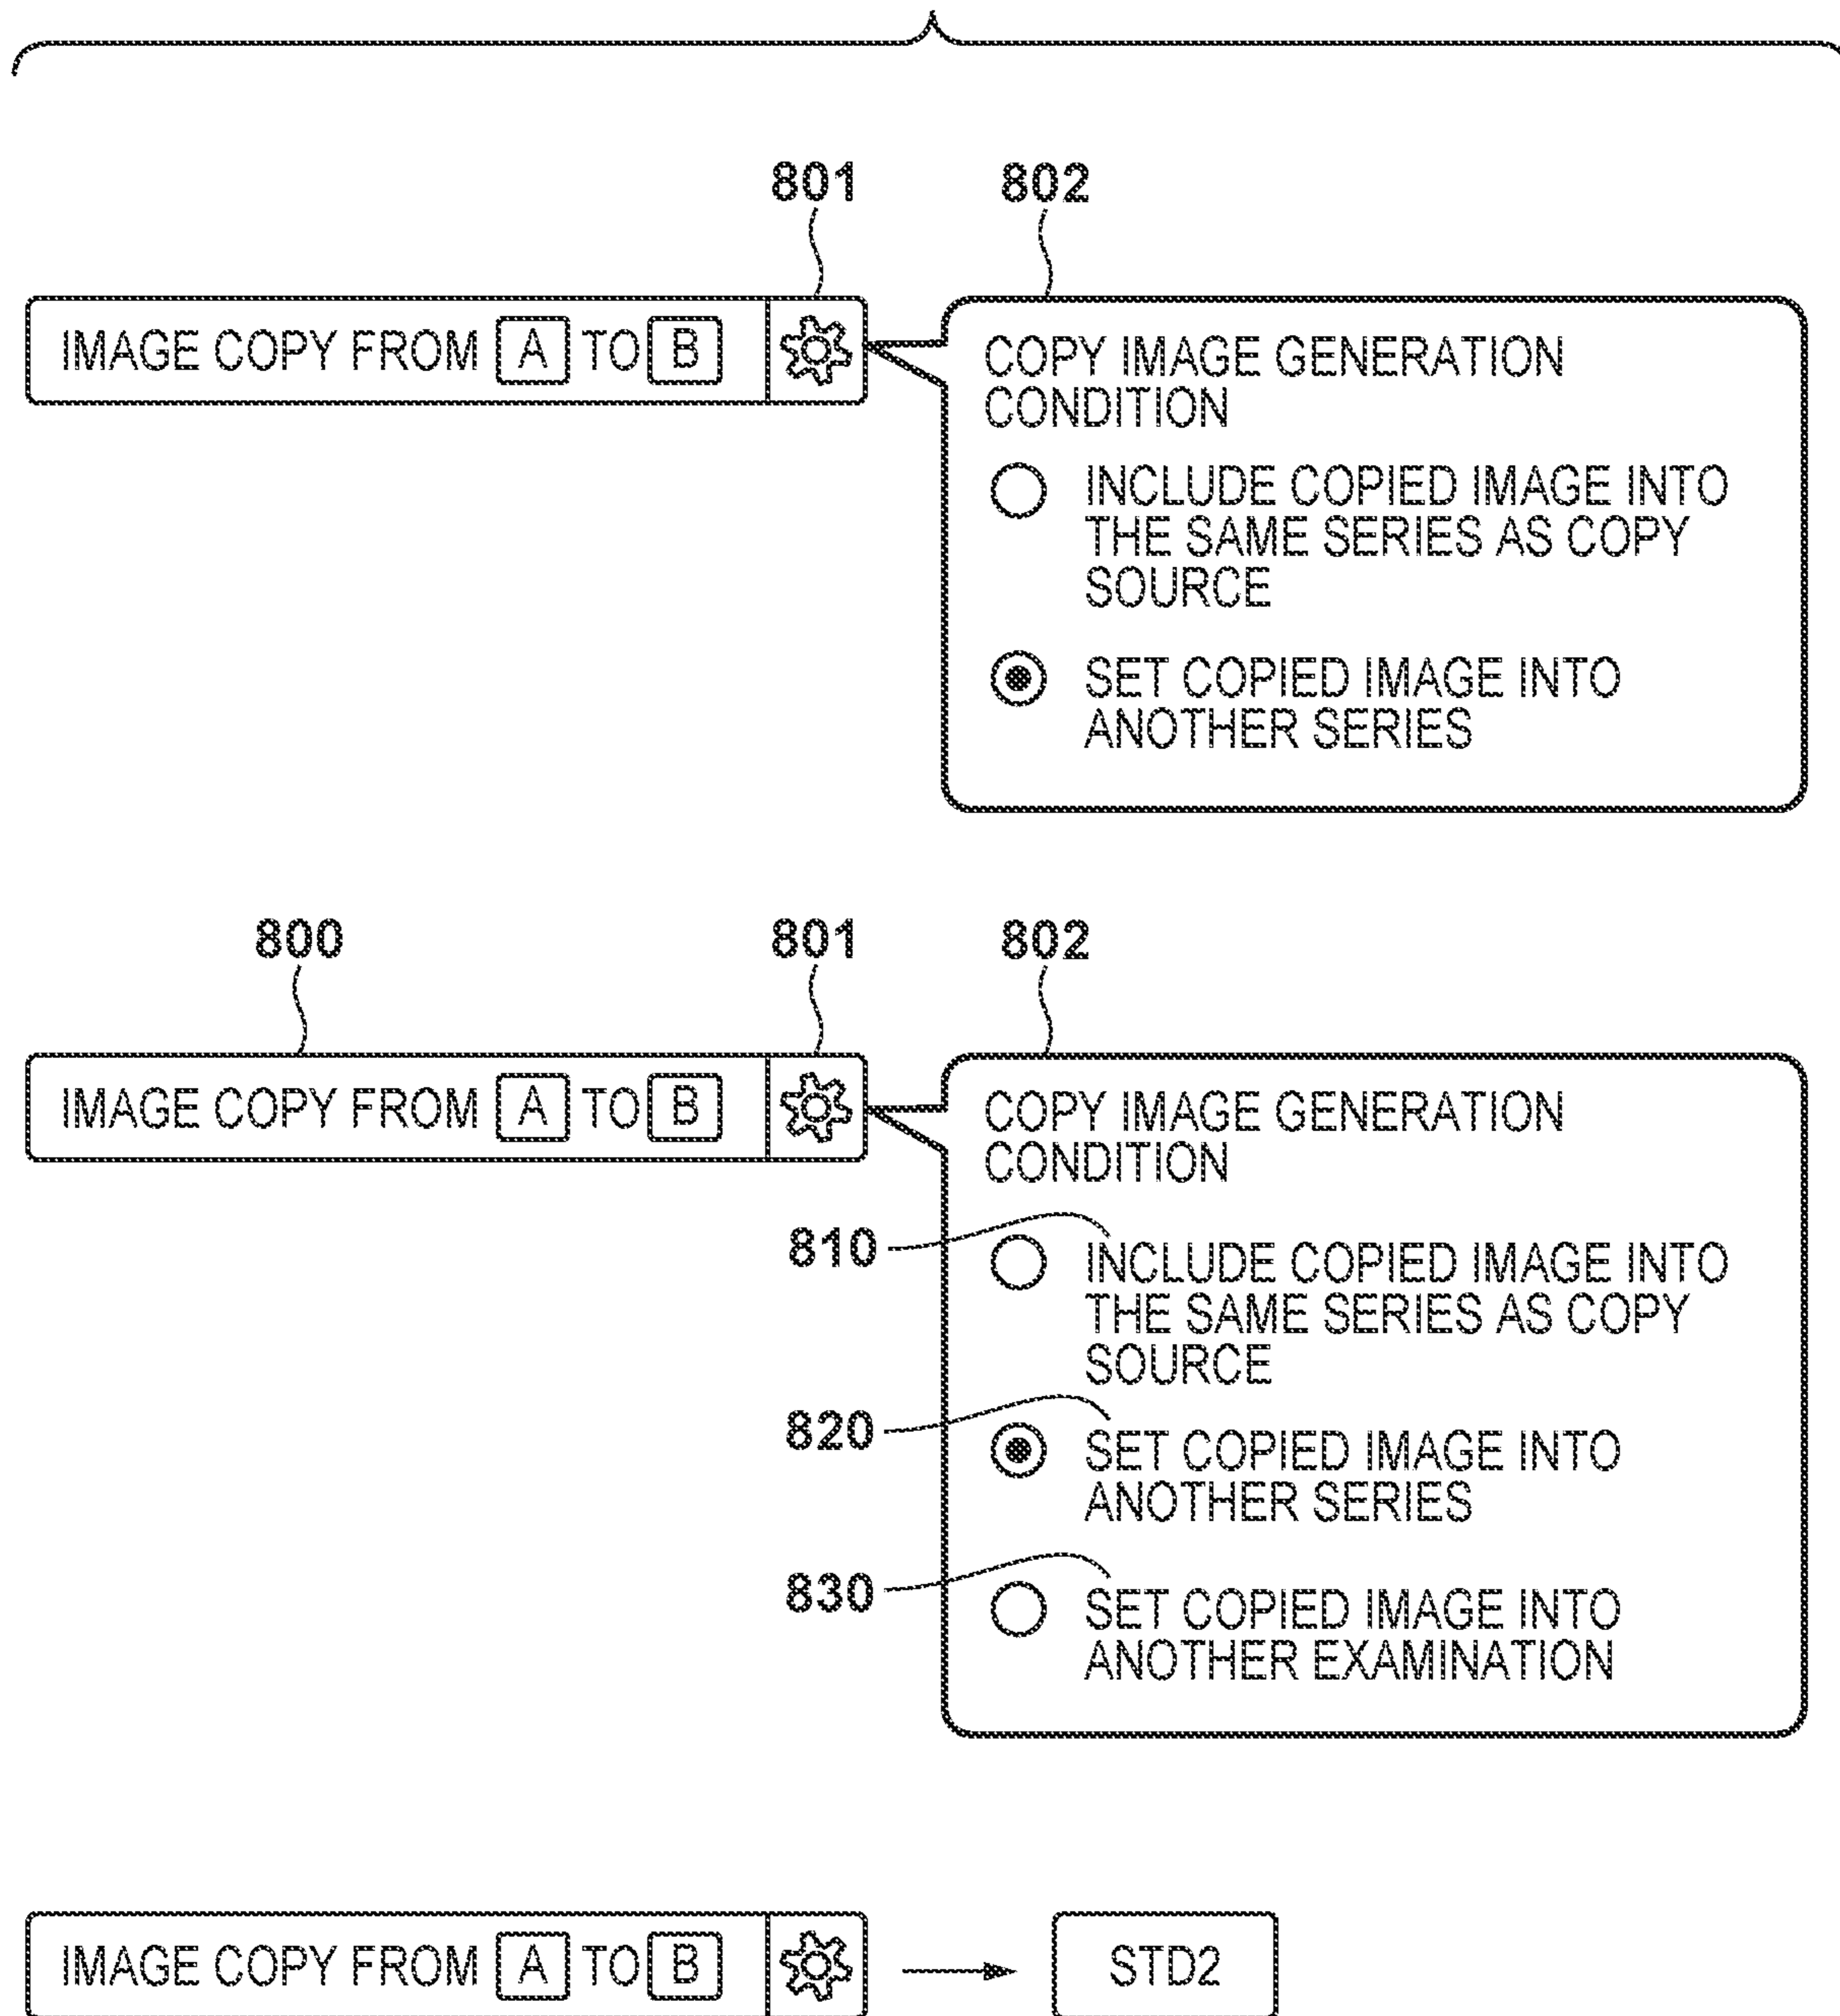 801 802
IMAGE COPY FROM A TO B
COPY IMAGE GENERATION
CONDITION
INCLUDE COPIED IMAGE INTO
THE SAME SERIES AS COPY
SOURCE
SET COPIED IMAGE INTO
ANOTHER SERIES
800 801 802
IMAGE COPY FROM A TO B
COPY IMAGE GENERATION
CONDITION
810
INCLUDE COPIED IMAGE INTO
THE SAME SERIES AS COPY
SOURCE
820
SET COPIED IMAGE INTO
ANOTHER SERIES
830
SET COPIED IMAGE INTO
ANOTHER EXAMINATION
IMAGE COPY FROM A TO B
STD2